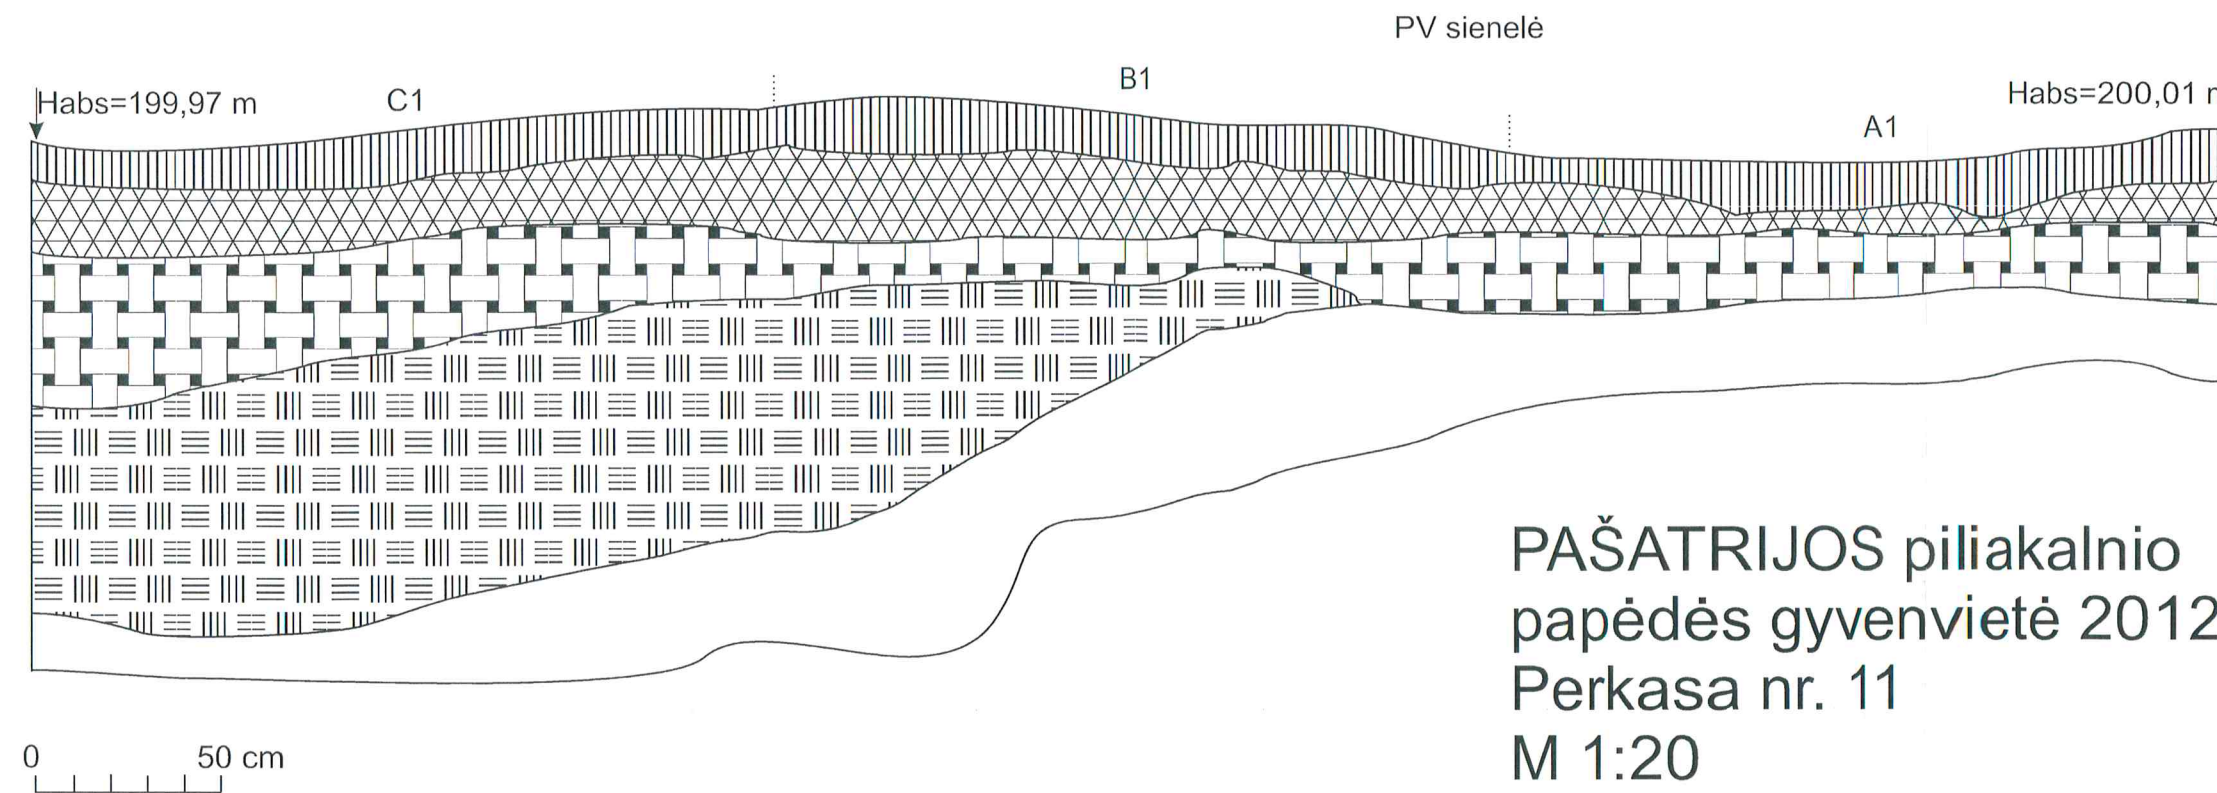 PV sienelė
B1
Habs=199,97 m
C1
Habs=200,01
A1
PAŠATRIJOS piliakalnio
papėdės gyvenvietė 2012
Perkasa nr. 11
M 1:20
0 50 cm